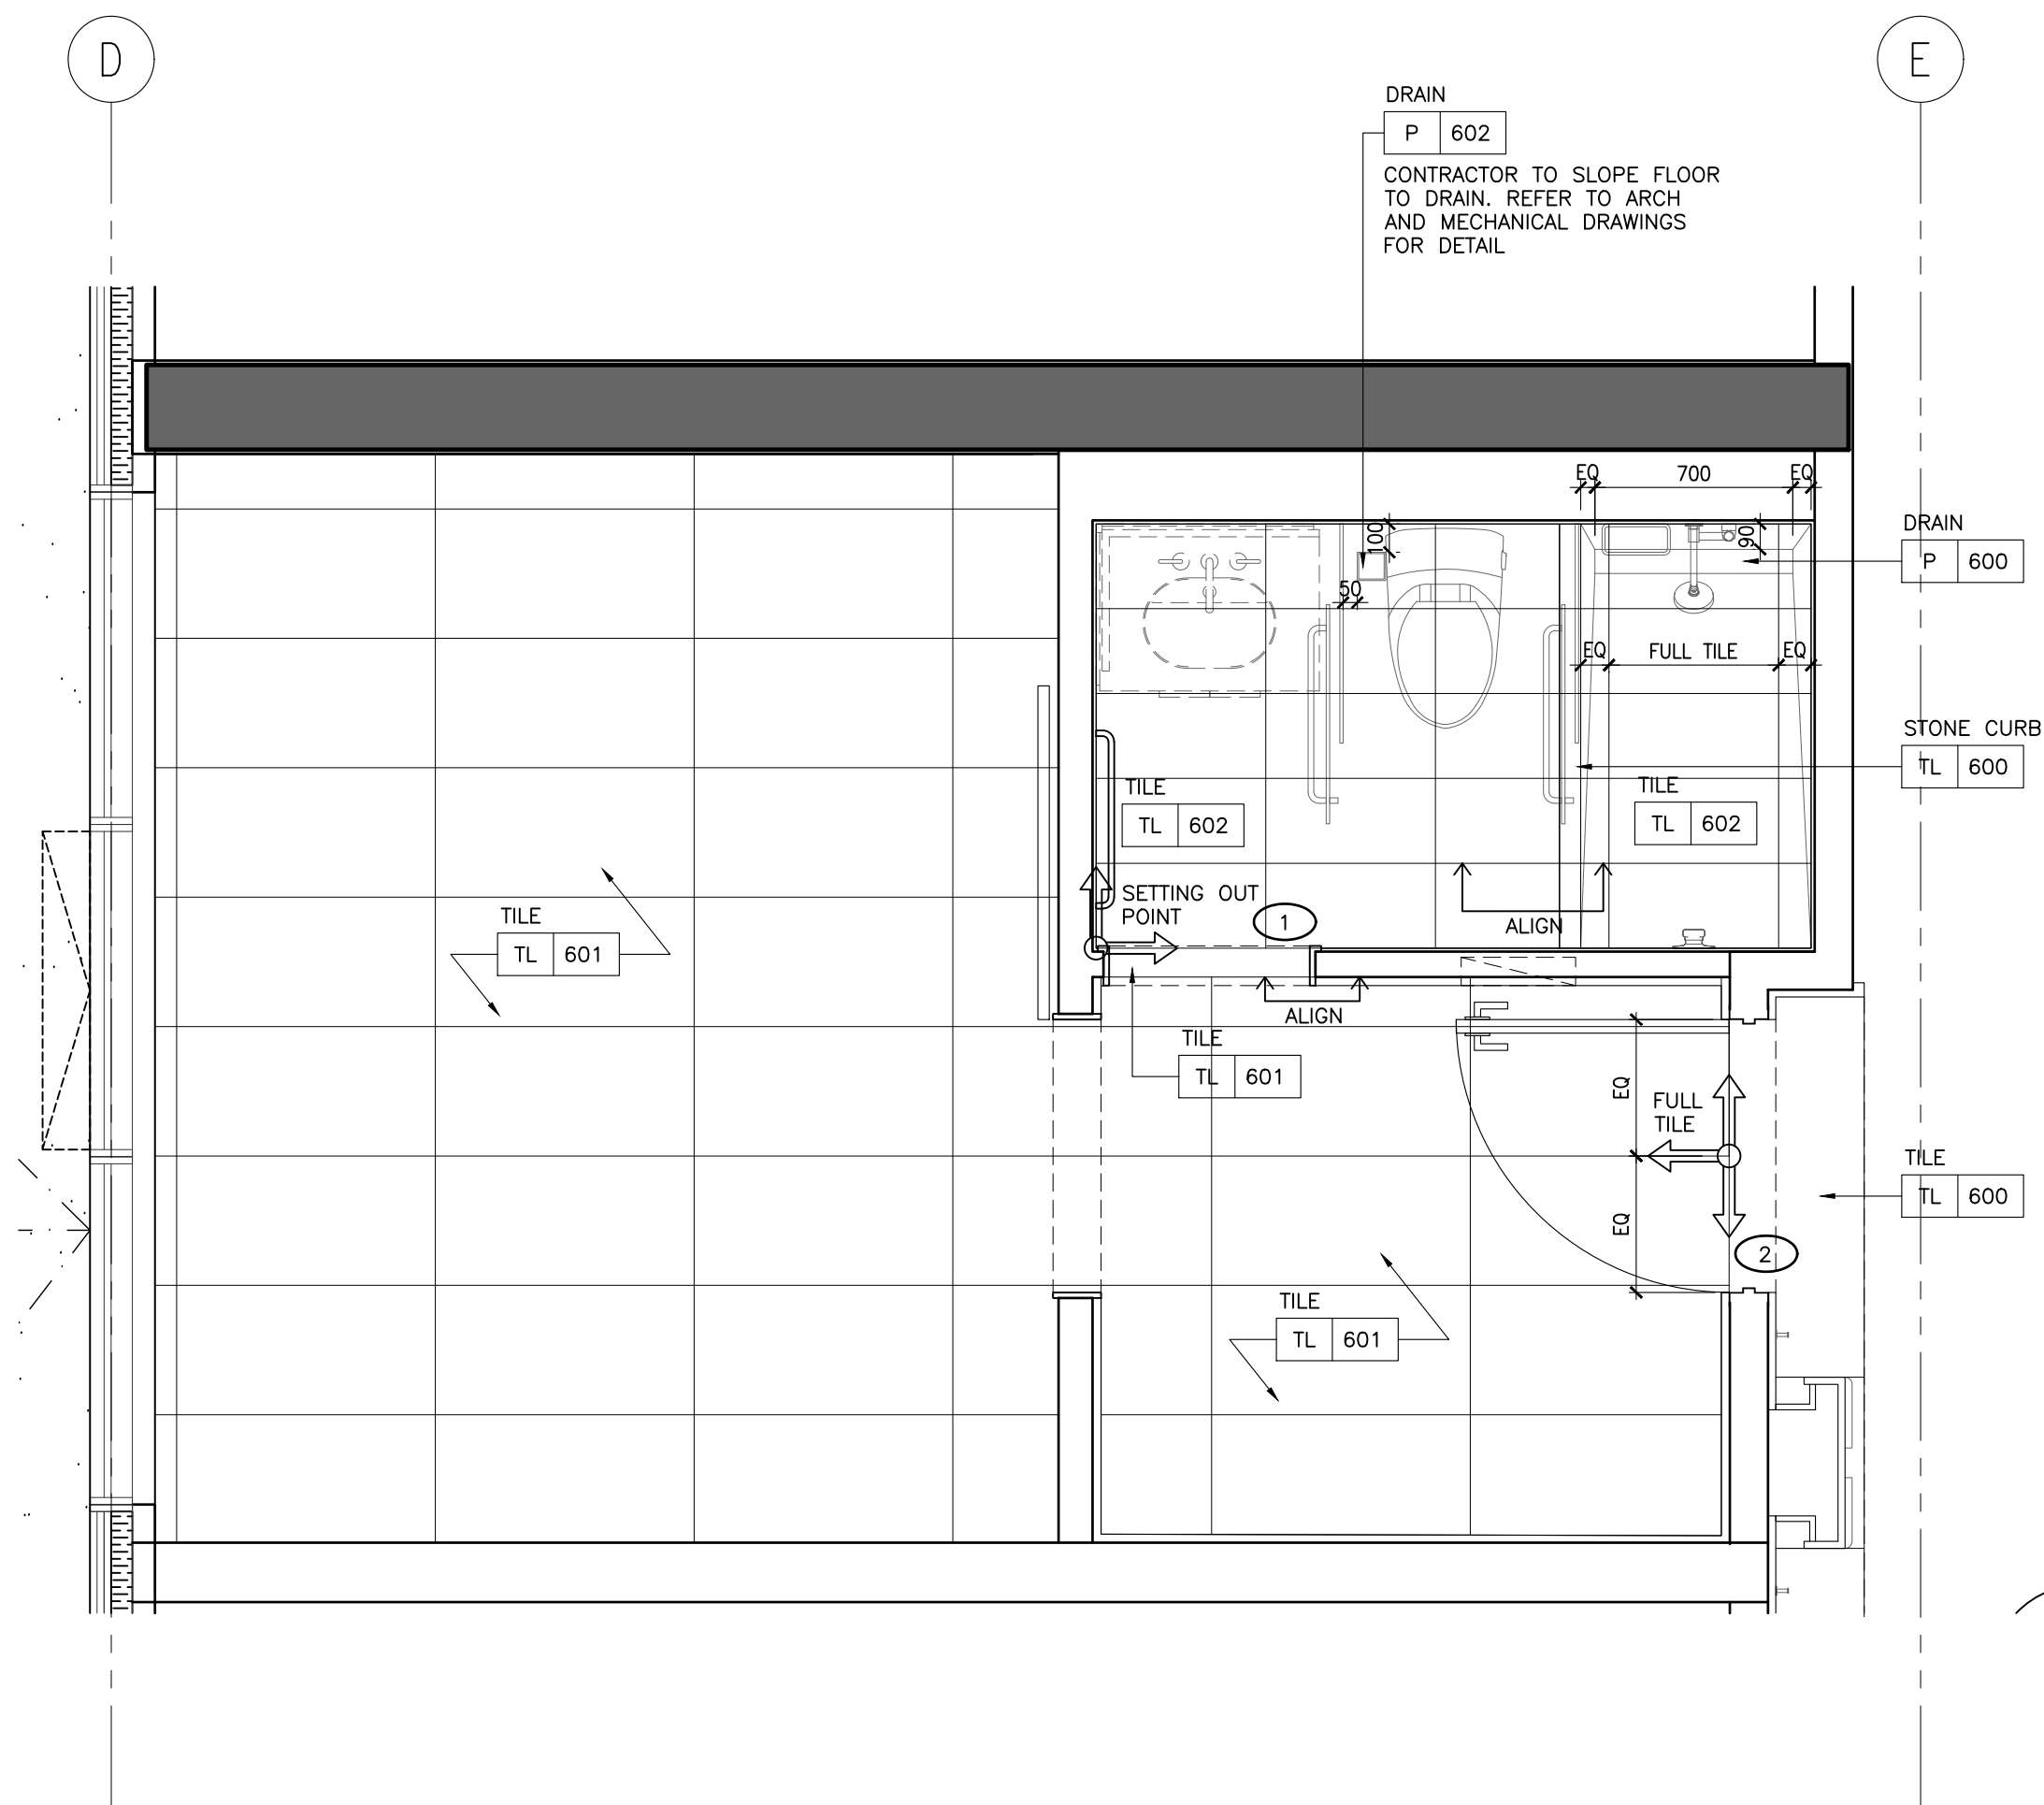 D
E
DRAIN
P 602
CONTRACTOR TO SLOPE FLOOR
TO DRAIN. REFER TO ARCH
AND MECHANICAL DRAWINGS
FOR DETAIL
EQ 700 EQ
DRAIN
P 600
100
90
50
EQ FULL TILE EQ
STONE CURB
TL 600
TILE
TL 602
TILE
TL 602
SETTING OUT
POINT
1
ALIGN
TILE
TL 601
ALIGN
TILE
TL 601
EQ
FULL
TILE
EQ
TILE
TL 600
2
TILE
TL 601